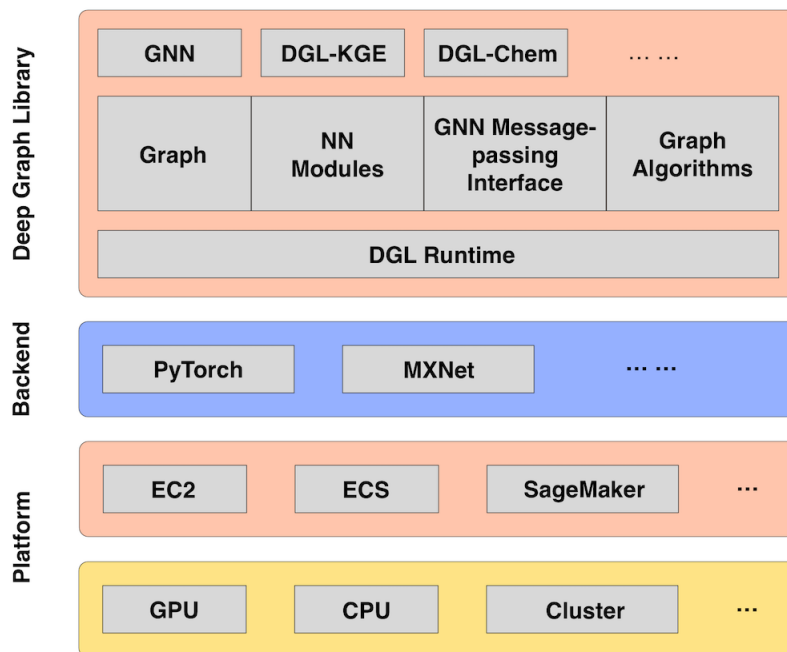 Deep Graph Library
GNN
DGL-KGE
DGL-Chem
... ...
Graph
NN
Modules
GNN Message-
passing
Interface
Graph
Algorithms
DGL Runtime
Backend
PyTorch
MXNet
... ...
Platform
EC2
ECS
SageMaker
...
GPU
CPU
Cluster
...